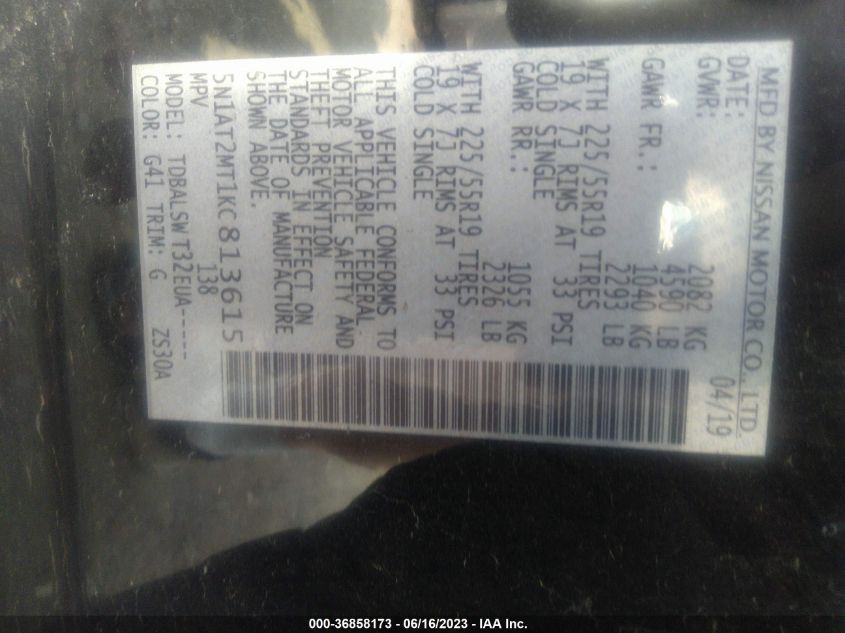 MFD BY NISSAN MOTOR CO., LTD.
DATE: 04/19
GVWR: 2082 KG
4590 LB
GAWR FR.: 1040 KG
2293 LB
WITH 225/55R19 TIRES
19 X 7J RIMS AT 33 PSI
COLD SINGLE
GAWR RR.: 1055 KG
2326 LB
WITH 225/55R19 TIRES
19 X 7J RIMS AT 33 PSI
COLD SINGLE
THIS VEHICLE CONFORMS TO
ALL APPLICABLE FEDERAL
MOTOR VEHICLE SAFETY AND
THEFT PREVENTION
STANDARDS IN EFFECT ON
THE DATE OF MANUFACTURE
SHOWN ABOVE.
5N1AT2MT1KC813615
MPV 138
MODEL: TDBALSWT32EUA-----
COLOR: G41 TRIM: G ZS30A
000-36858173 - 06/16/2023 - IAA Inc.